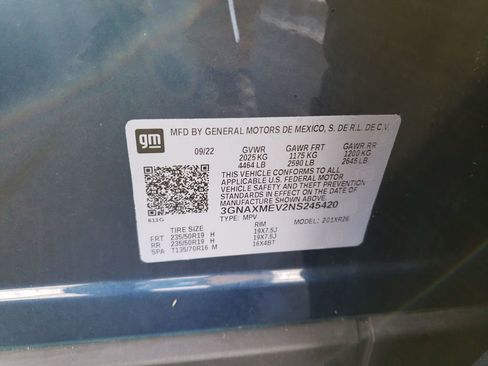 gm
MFD BY GENERAL MOTORS DE MEXICO, S. DE R.L. DE C.V.
09/22 GVWR GAWR FRT GAWR RR
2025 KG 1175 KG 1200 KG
4464 LB 2590 LB 2645 LB
THIS VEHICLE CONFORMS TO ALL
APPLICABLE U.S. FEDERAL MOTOR
VEHICLE SAFETY AND THEFT PREVENTION
STANDARDS IN EFFECT ON THE DATE OF
MANUFACTURE SHOWN ABOVE.
3GNAXMEV2NS245420
611G TYPE: MPV MODEL: 201XR26
TIRE SIZE RIM
FRT 235/50R19 H 19X7.5J
RR 235/50R19 H 19X7.5J
SPA T135/70R16 M 16X4BT